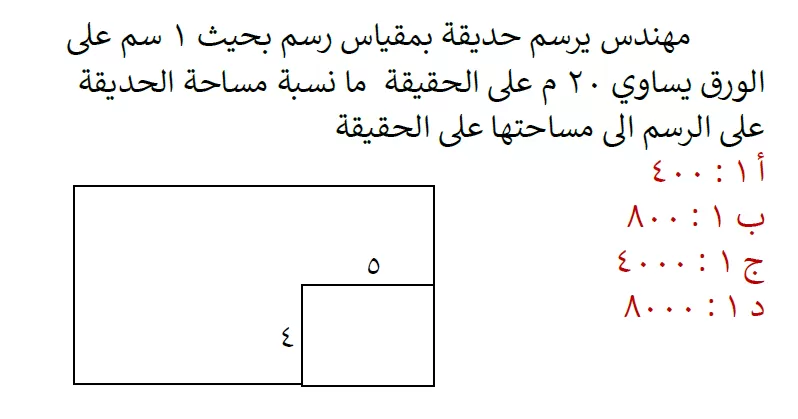 مهندس يرسم حديقة بمقياس رسم بحيث ١ سم على
الورق يساوي ٢٠ م على الحقيقة ما نسبة مساحة الحديقة
على الرسم الى مساحتها على الحقيقة
أ ١ : ٤٠٠
ب ١ : ٨٠٠
ج ١ : ٤٠٠٠
د ١ : ٨٠٠٠
٥
٤